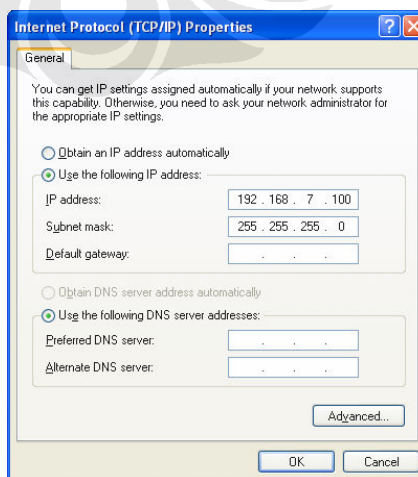 Internet Protocol (TCP/IP) Properties
General
You can get IP settings assigned automatically if your network supports
this capability. Otherwise, you need to ask your network administrator for
the appropriate IP settings.
Obtain an IP address automatically
Use the following IP address:
IP address: 192 . 168 . 7 . 100
Subnet mask: 255 . 255 . 255 . 0
Default gateway: . . .
Obtain DNS server address automatically
Use the following DNS server addresses:
Preferred DNS server: . . .
Alternate DNS server: . . .
Advanced...
OK Cancel